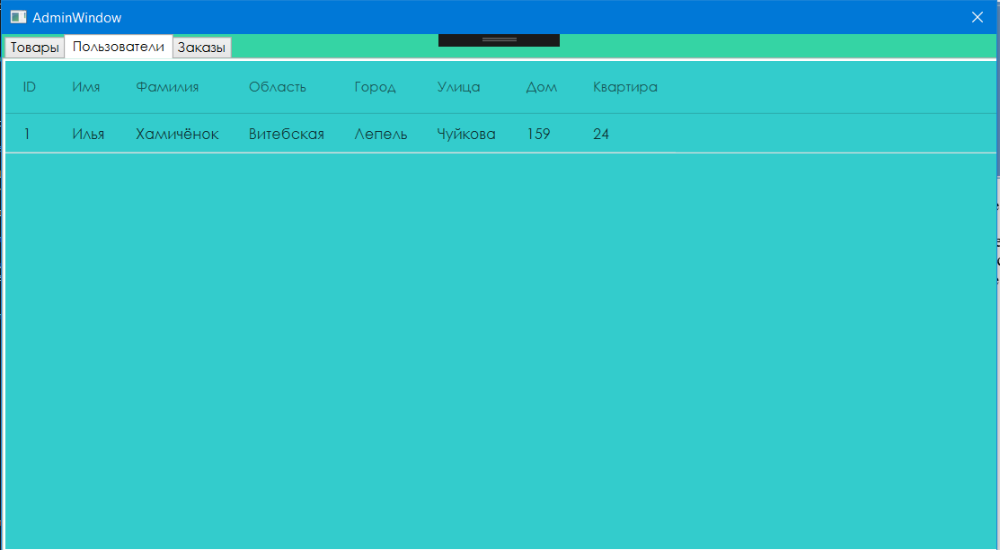 AdminWindow
Товары Пользователи Заказы
ID Имя Фамилия Область Город Улица Дом Квартира
1 Илья Хамичёнок Витебская Лепель Чуйкова 159 24